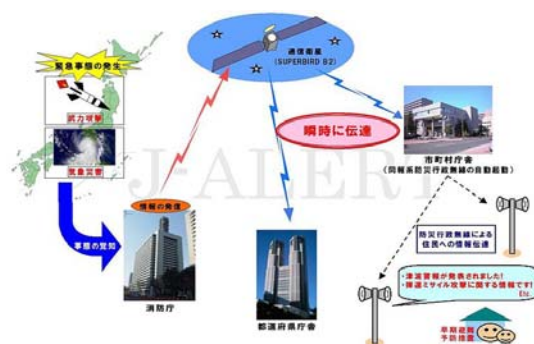 緊急事態の発生
武力攻撃
気象災害
事態の覚知
情報の発信
消防庁
通信衛星
(SUPERBIRD B2)
瞬時に伝達
都道府県庁舎
市町村庁舎
(同報系防災行政無線の自動起動)
防災行政無線による
住民への情報伝達
・津波警報が発表されました!
・弾道ミサイル攻撃に関する情報です!
Etc.
早期避難
予防措置
J-ALERT